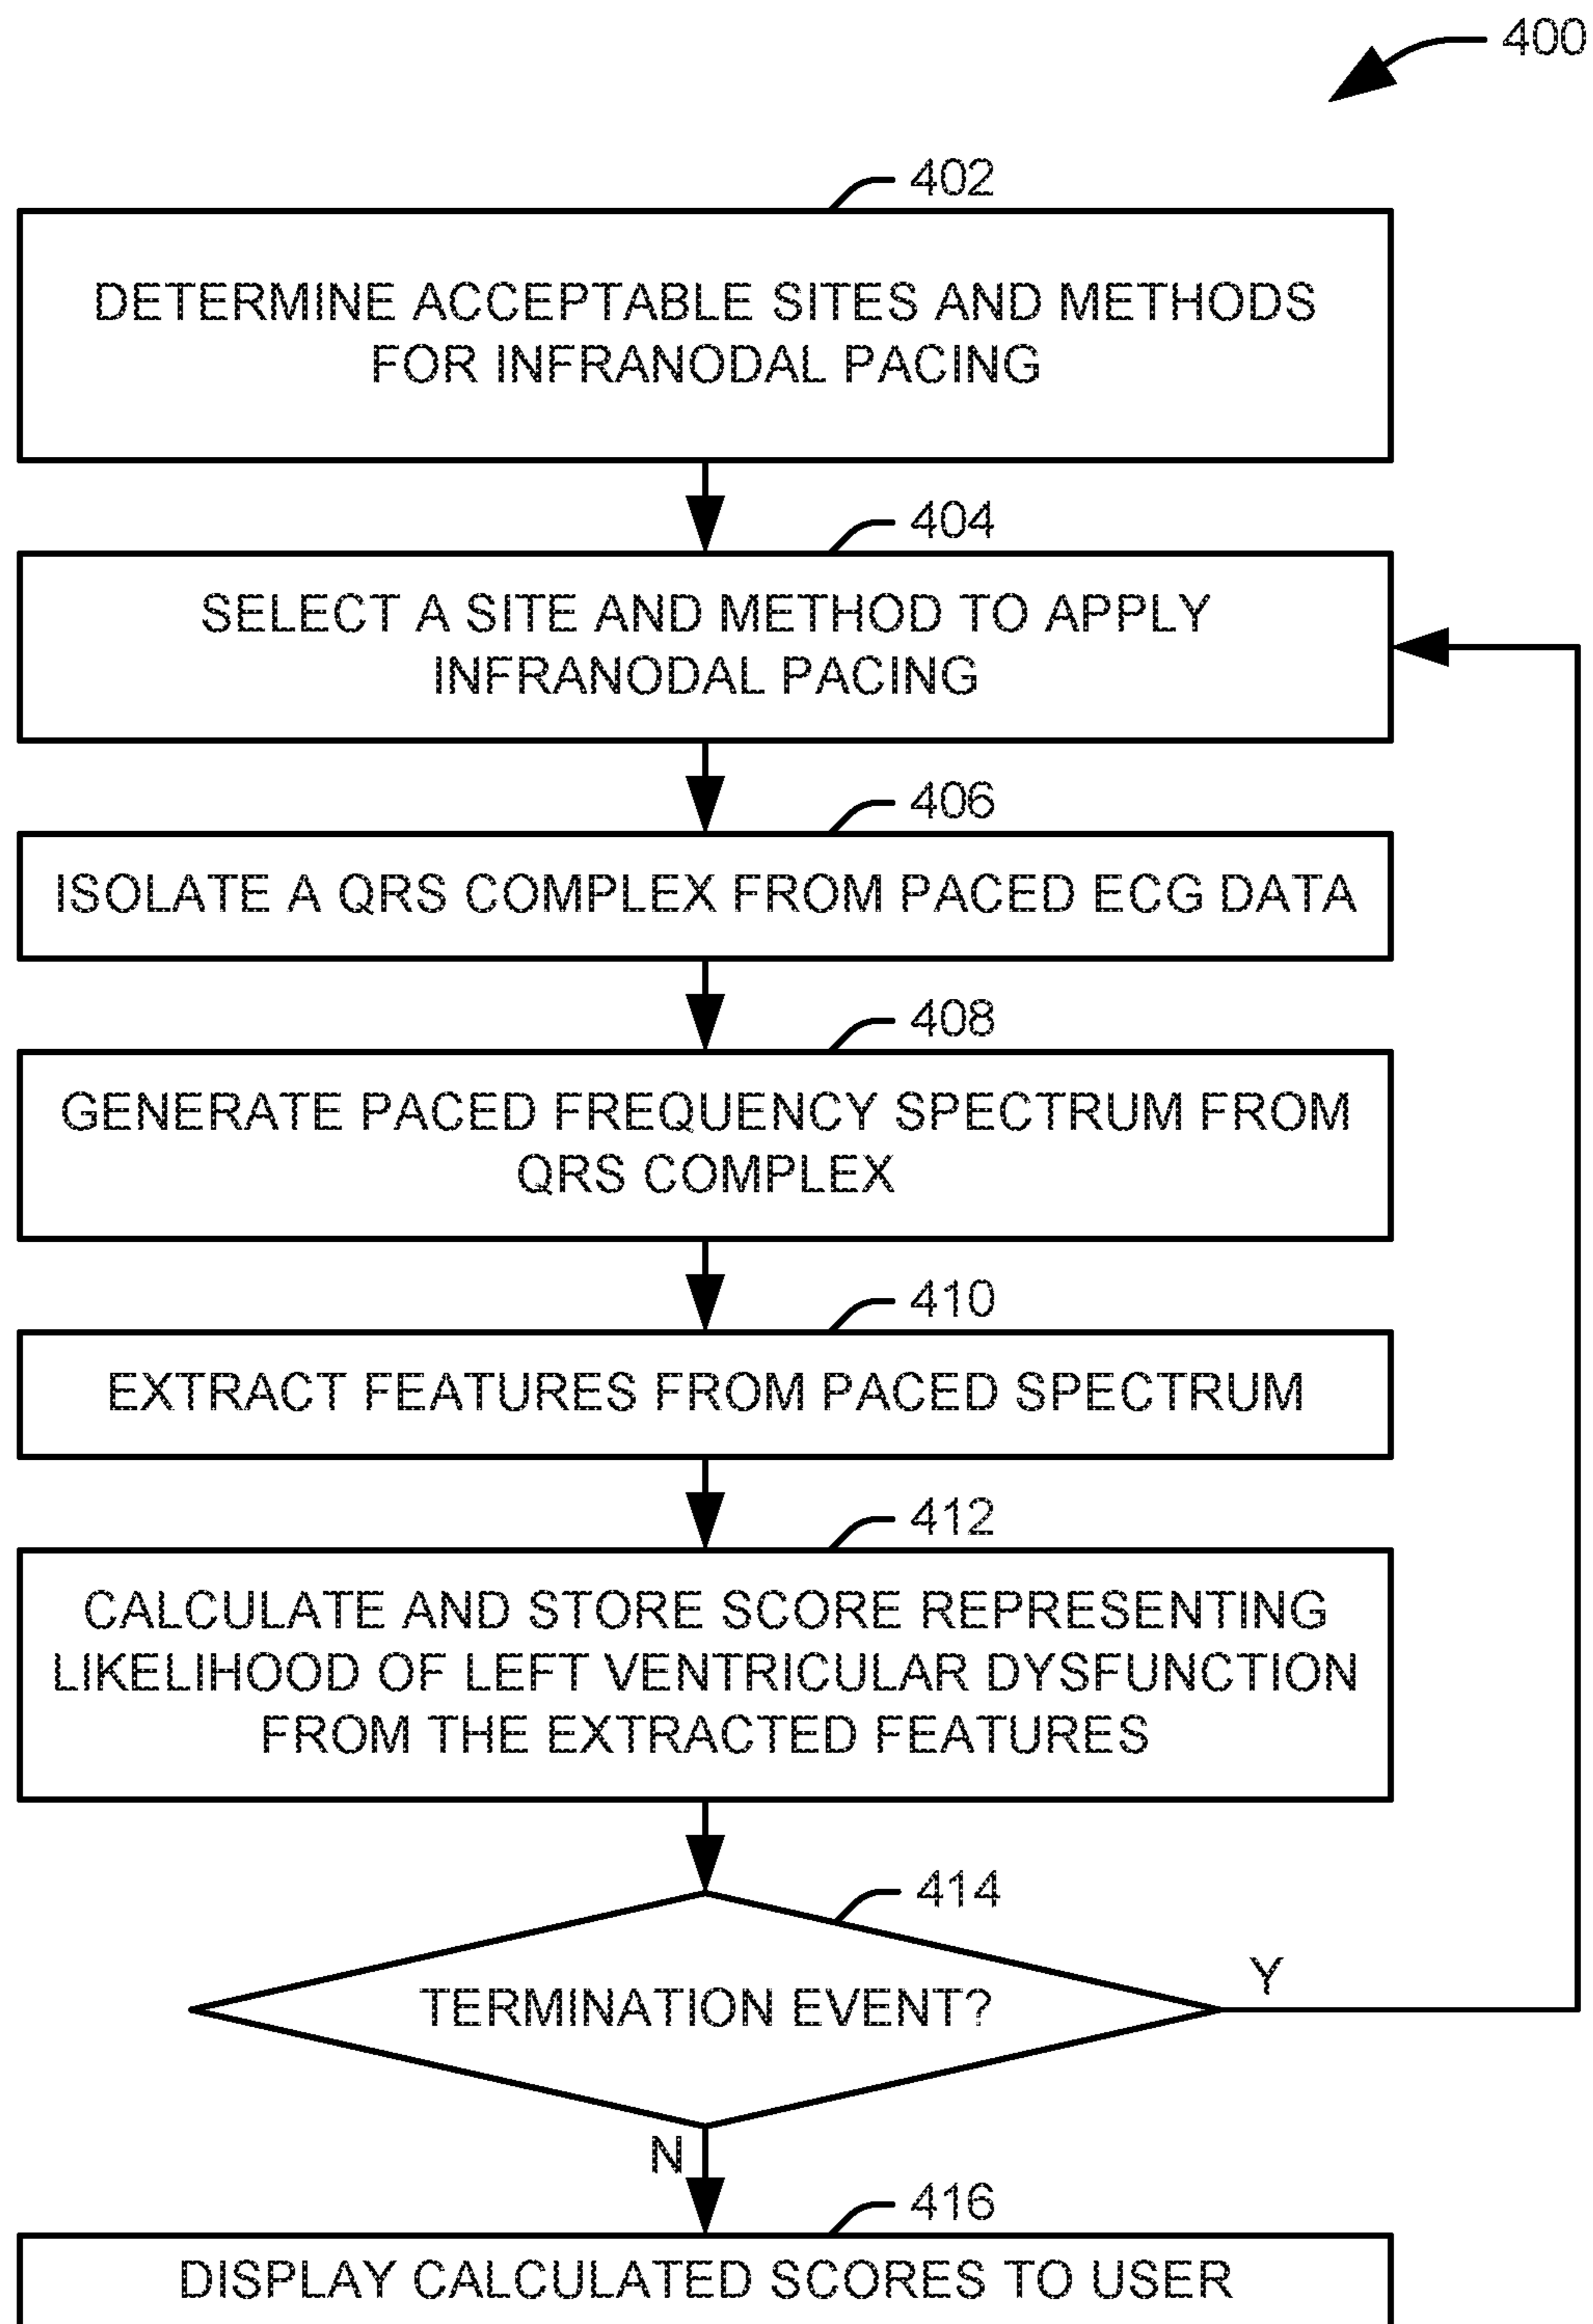 400
402
DETERMINE ACCEPTABLE SITES AND METHODS
FOR INFRANODAL PACING
404
SELECT A SITE AND METHOD TO APPLY
INFRANODAL PACING
406
ISOLATE A QRS COMPLEX FROM PACED ECG DATA
408
GENERATE PACED FREQUENCY SPECTRUM FROM
QRS COMPLEX
410
EXTRACT FEATURES FROM PACED SPECTRUM
412
CALCULATE AND STORE SCORE REPRESENTING
LIKELIHOOD OF LEFT VENTRICULAR DYSFUNCTION
FROM THE EXTRACTED FEATURES
414
TERMINATION EVENT?
Y
N
416
DISPLAY CALCULATED SCORES TO USER